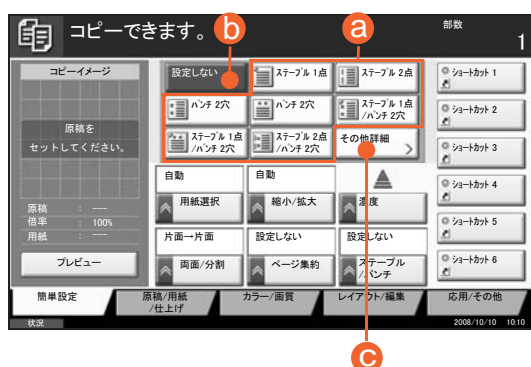 コピーできます。
部数
1
b
a
コピーイメージ
原稿を
セットしてください。
原稿 : ---
倍率 : 100%
用紙 : ---
プレビュー
設定しない
ステープル 1点
ステープル 2点
パンチ 2穴
パンチ 2穴
ステープル 1点
/パンチ 2穴
ステープル 1点
/パンチ 2穴
ステープル 2点
/パンチ 2穴
その他詳細
自動
用紙選択
自動
縮小/拡大
濃度
片面→片面
両面/分割
設定しない
ページ集約
設定しない
ステープル
/パンチ
ショートカット 1
ショートカット 2
ショートカット 3
ショートカット 4
ショートカット 5
ショートカット 6
簡単設定
原稿/用紙
/仕上げ
カラー/画質
レイアウト/編集
応用/その他
状況
2008/10/10 10:10
c